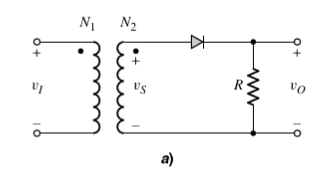 N1 N2
+ + +
vI vS R vO
− − −
a)